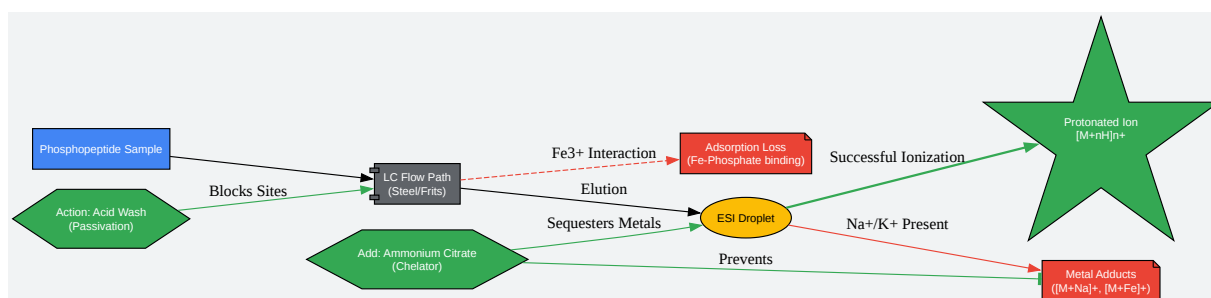 Protonated Ion
[M+nH]n+
Phosphopeptide Sample
Fe3+ Interaction
Adsorption Loss
(Fe-Phosphate binding)
Successful Ionization
LC Flow Path
(Steel/Frits)
Blocks Sites
Elution
Action: Acid Wash
(Passivation)
Sequesters Metals
ESI Droplet
Na+/K+ Present
Add: Ammonium Citrate
(Chelator)
Prevents
Metal Adducts
([M+Na]+, [M+Fe]+)